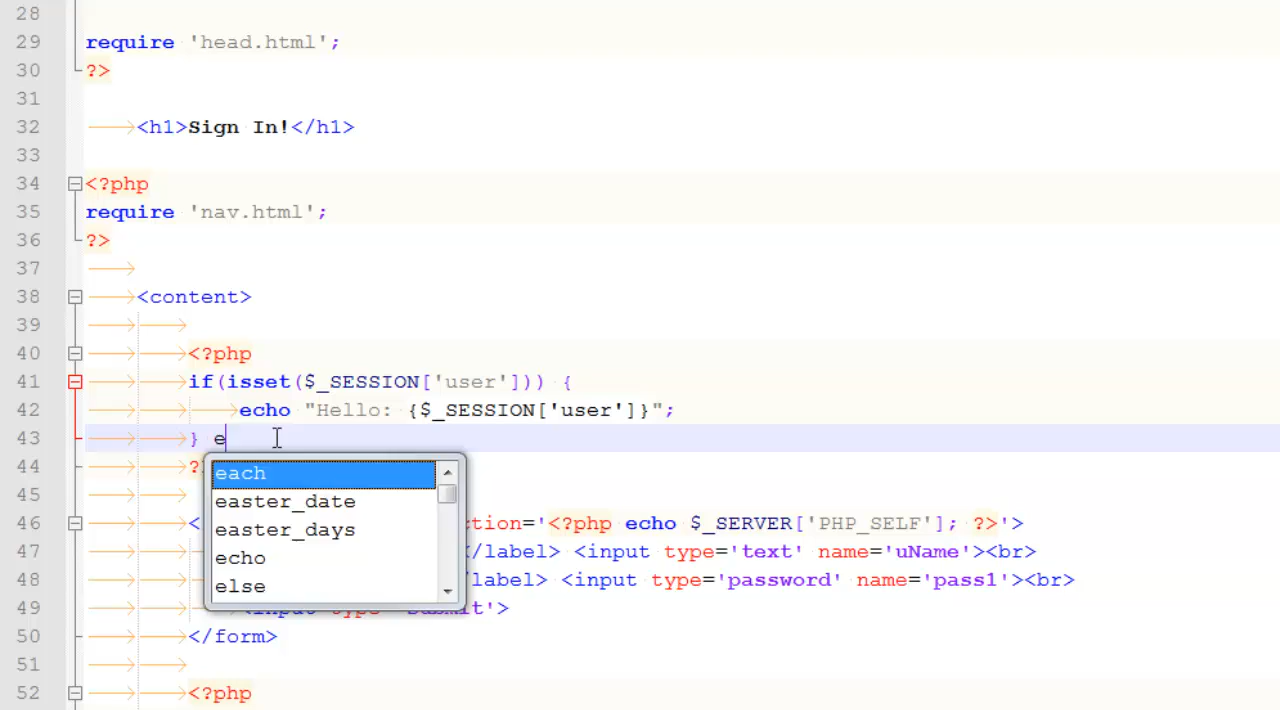 28
29 require 'head.html';
30 ?>
31
32 <h1>Sign In!</h1>
33
34 <?php
35 require 'nav.html';
36 ?>
37
38 <content>
39
40 <?php
41 if(isset($_SESSION['user'])) {
42 echo "Hello: {$_SESSION['user']}";
43 } e
44 ?
each
45
easter_date
46 < ction='<?php echo $_SERVER['PHP_SELF']; ?>'>
easter_days
47 /label> <input type='text' name='uName'><br>
echo
48 /label> <input type='password' name='pass1'><br>
else
49 '>
50 </form>
51
52 <?php